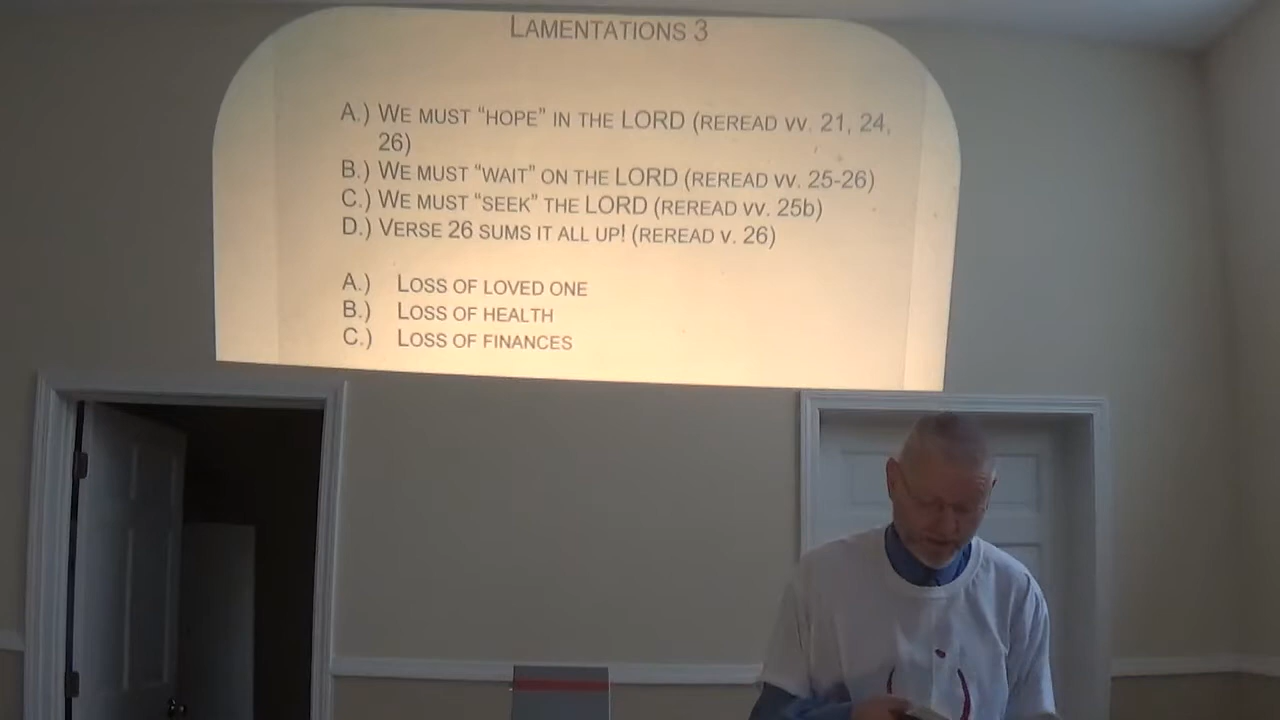 LAMENTATIONS 3
A.) WE MUST “HOPE” IN THE LORD (REREAD VV. 21, 24,
26)
B.) WE MUST “WAIT” ON THE LORD (REREAD VV. 25-26)
C.) WE MUST “SEEK” THE LORD (REREAD VV. 25b)
D.) VERSE 26 SUMS IT ALL UP! (REREAD V. 26)
A.) LOSS OF LOVED ONE
B.) LOSS OF HEALTH
C.) LOSS OF FINANCES